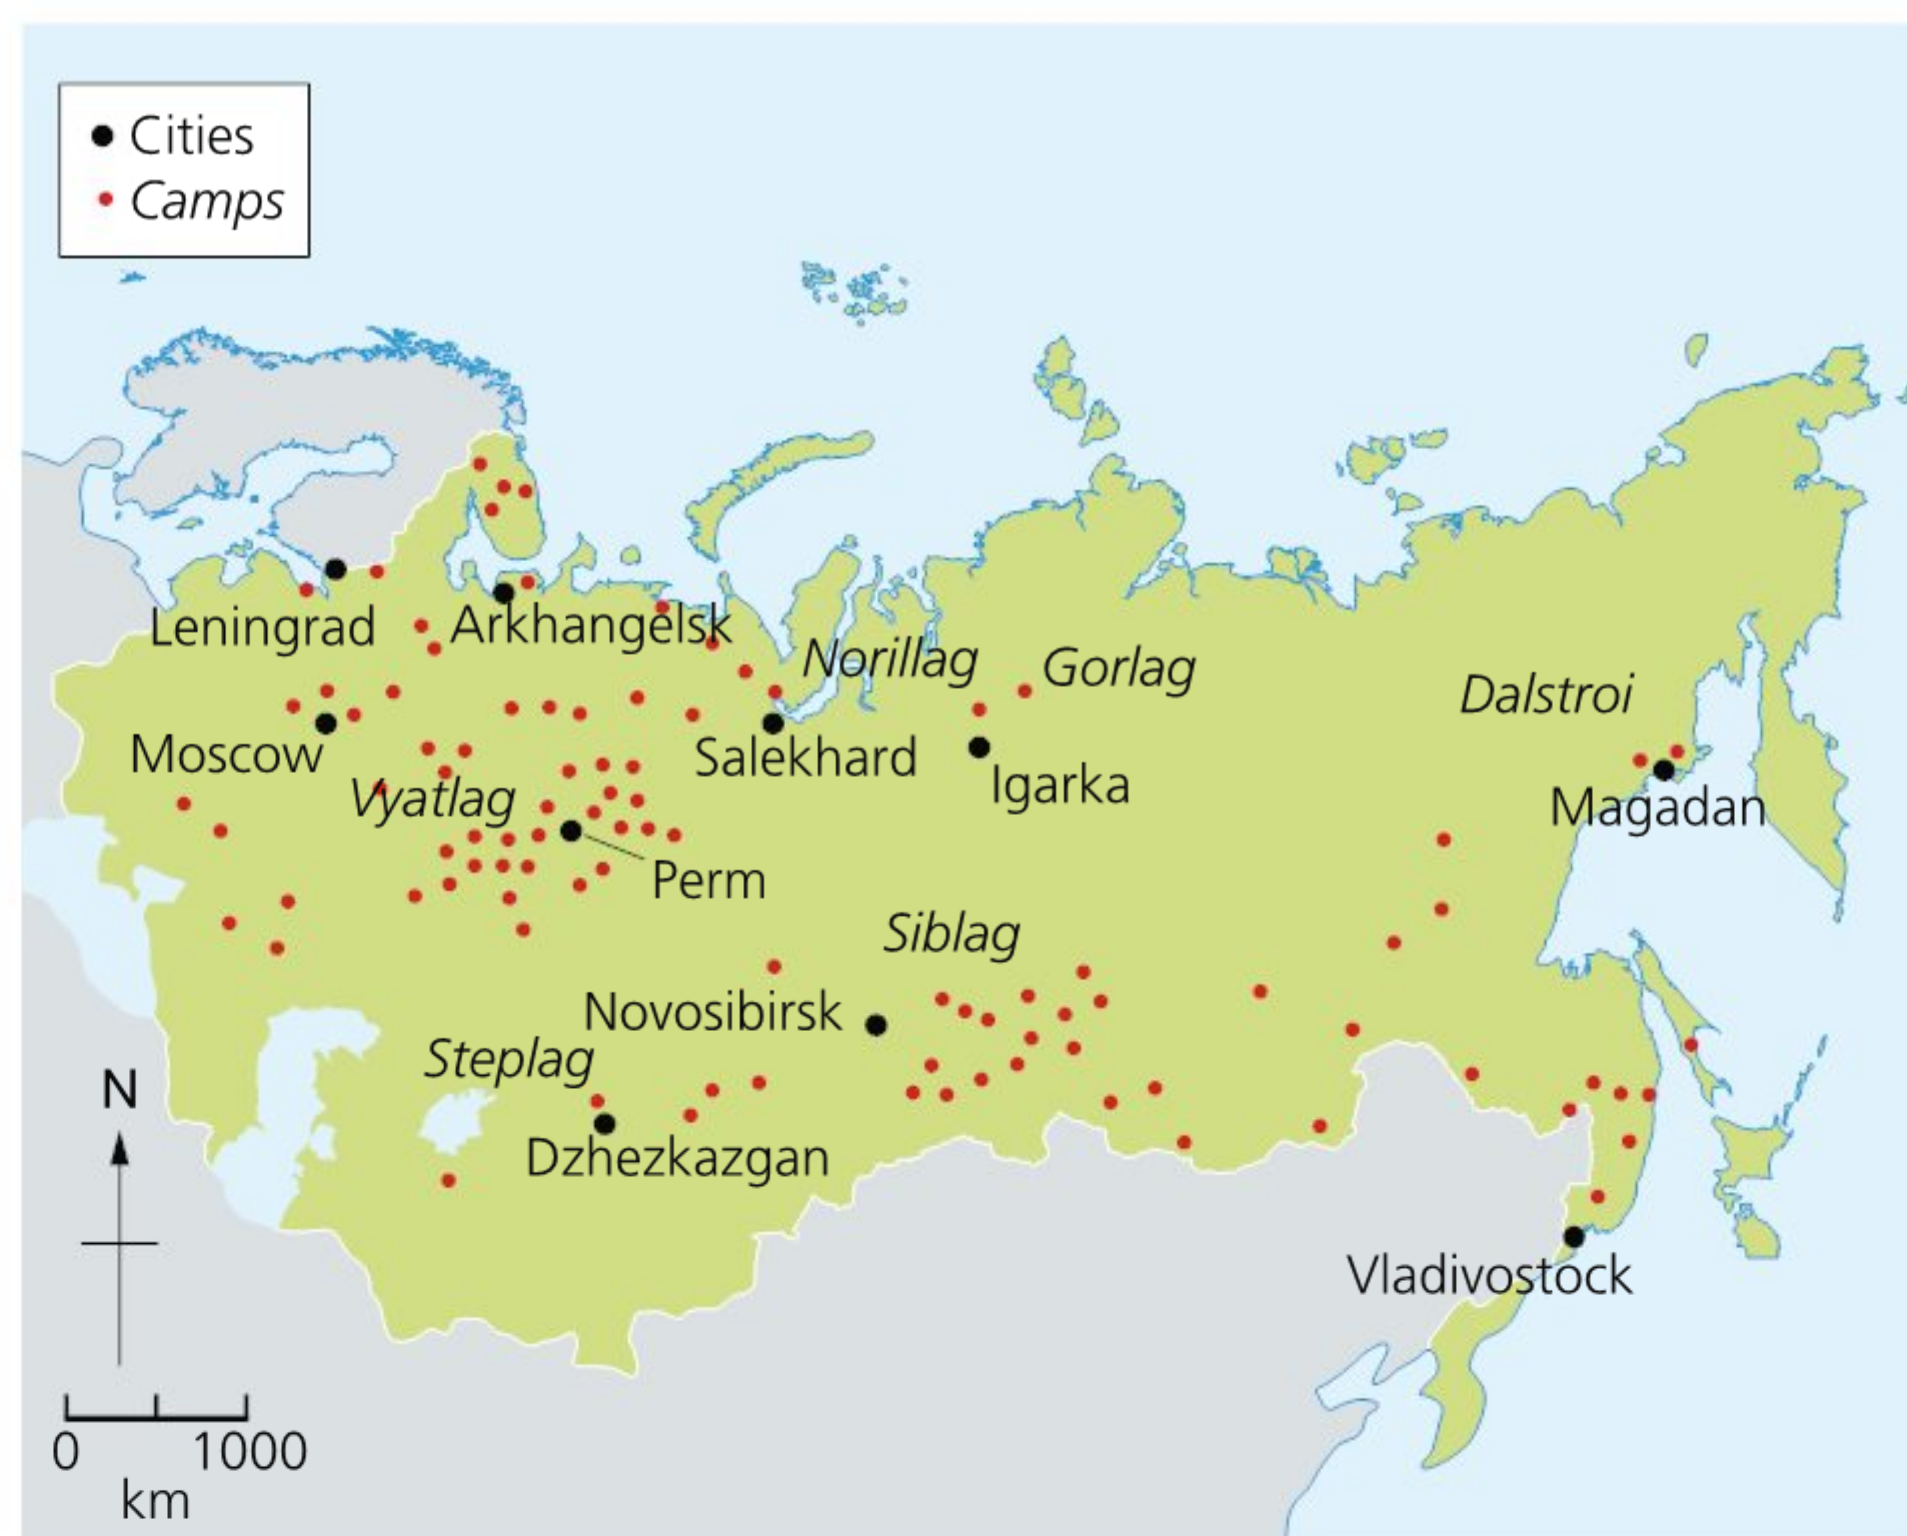 Cities
Camps
Leningrad
Arkhangelsk
Norillag
Gorlag
Dalstroi
Moscow
Salekhard
Igarka
Vyatlag
Magadan
Perm
Siblag
Novosibirsk
Steplag
N
Dzhezkazgan
Vladivostock
0
1000
km